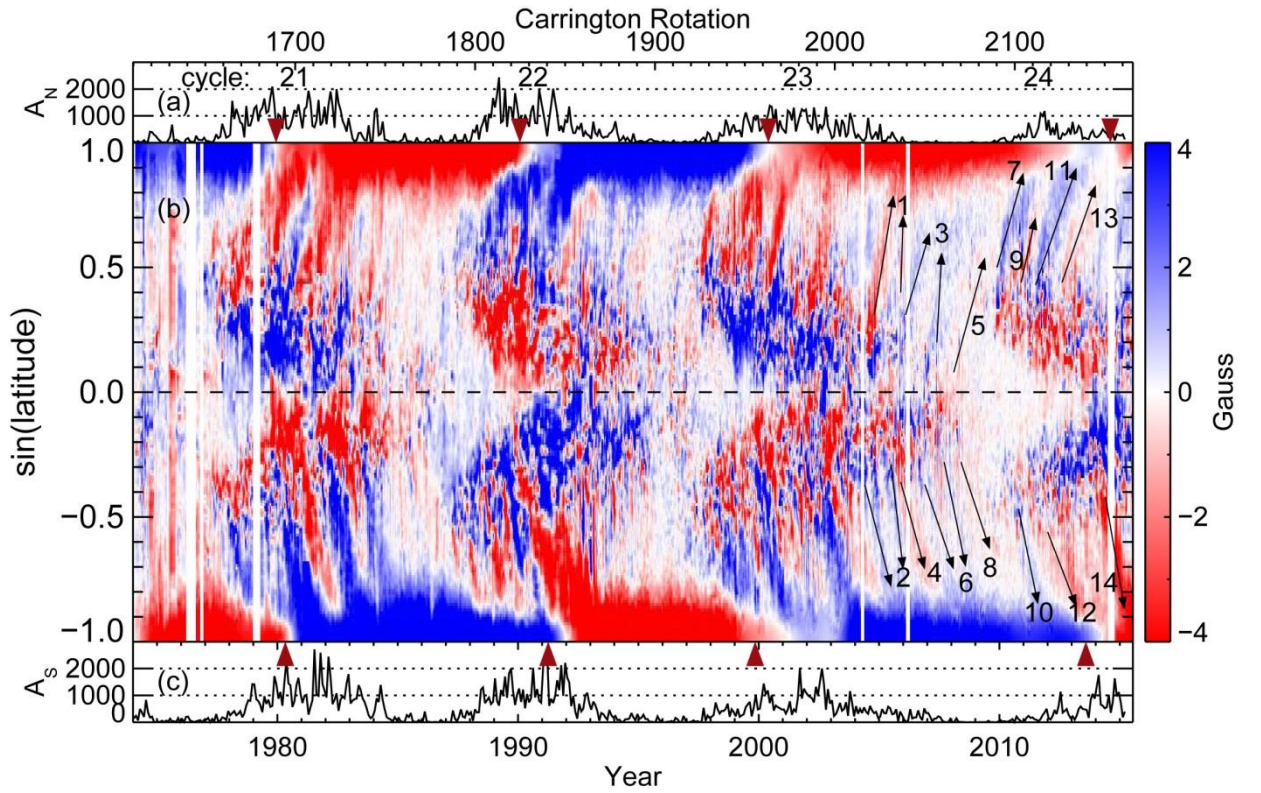 Carrington Rotation
1700 1800 1900 2000 2100
cycle: 21 22 23 24
A_N
2000
1000
(a)
1.0
0.5
0.0
−0.5
−1.0
sin(latitude)
(b)
1
3
5
7
9
11
13
2
4
6
8
10
12
14
4
2
0
−2
−4
Gauss
A_S
2000
1000
0
(c)
1980 1990 2000 2010
Year